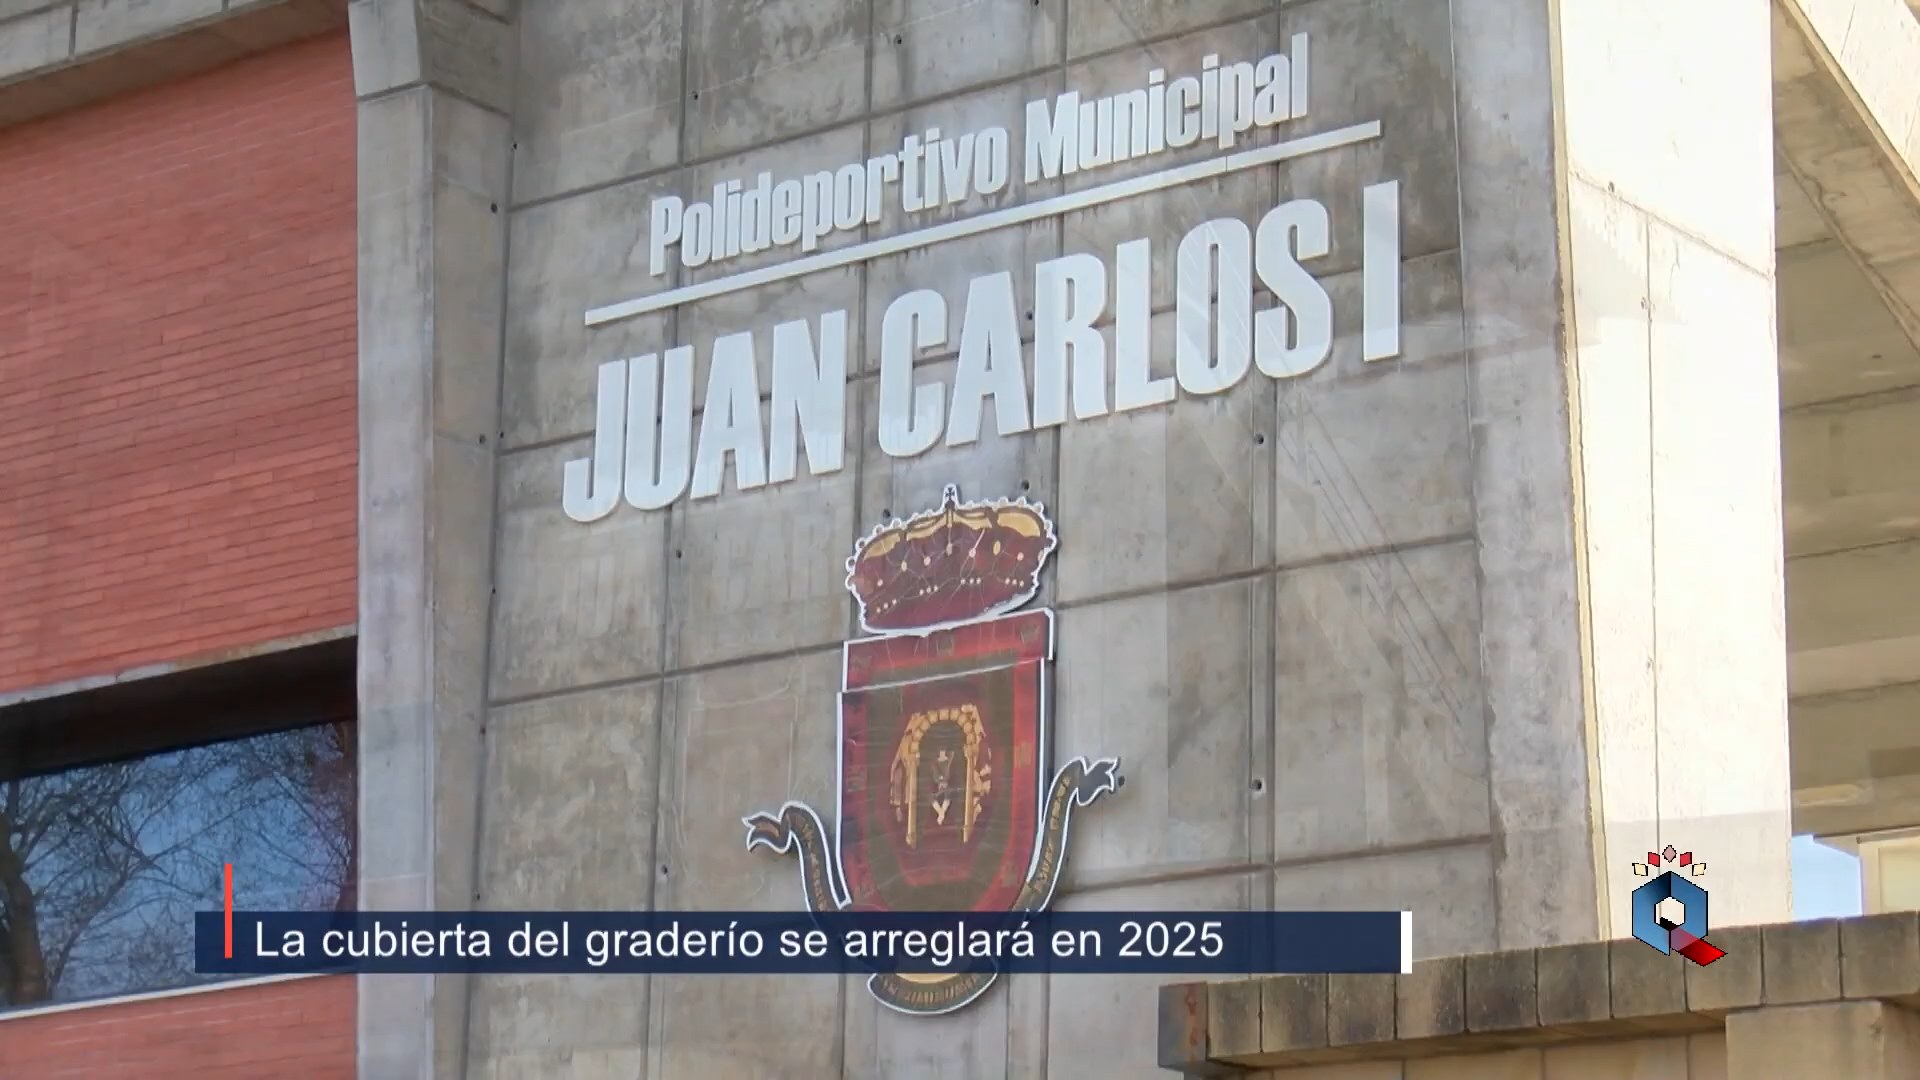 Polideportivo Municipal
JUAN CARLOS I
La cubierta del graderío se arreglará en 2025